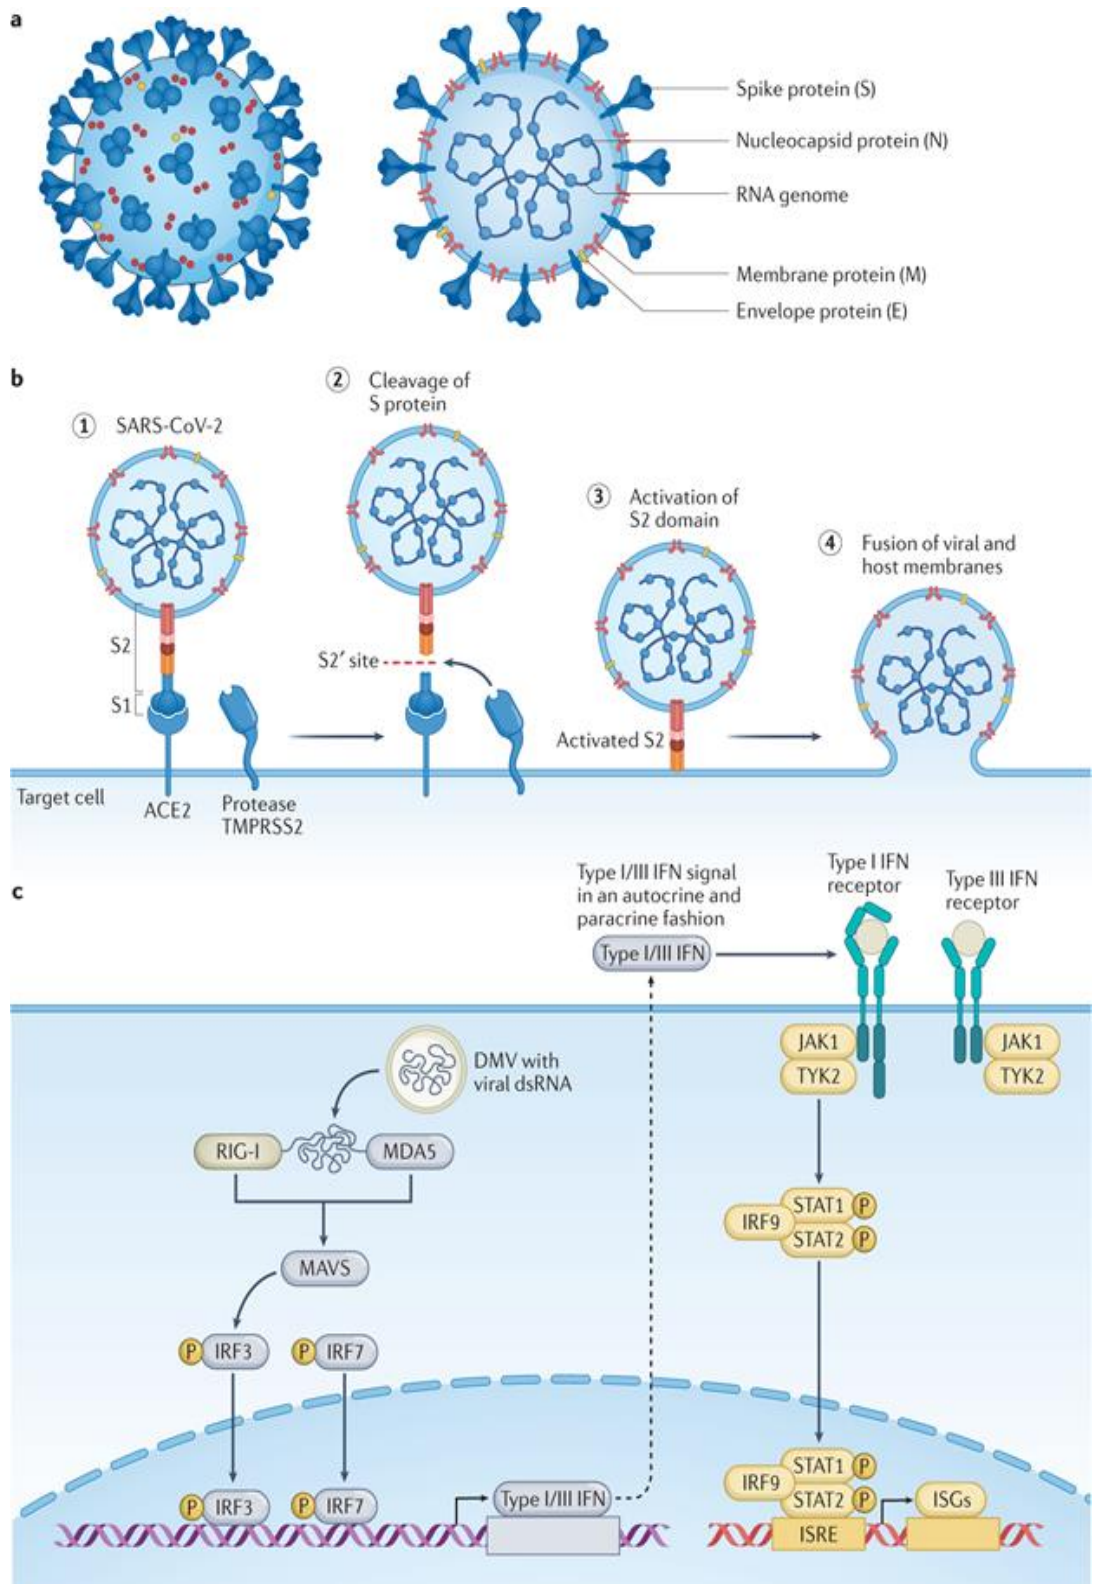 a
Spike protein (S)
Nucleocapsid protein (N)
RNA genome
Membrane protein (M)
Envelope protein (E)
b
1
SARS-CoV-2
S2
S1
Target cell
ACE2
Protease
TMPRSS2
2
Cleavage of
S protein
S2′ site
3
Activation of
S2 domain
Activated S2
4
Fusion of viral and
host membranes
c
Type I/III IFN signal
in an autocrine and
paracrine fashion
Type I/III IFN
Type I IFN
receptor
Type III IFN
receptor
DMV with
viral dsRNA
RIG-I
MDA5
MAVS
P IRF3
P IRF7
P IRF3
P IRF7
Type I/III IFN
JAK1
TYK2
JAK1
TYK2
IRF9
STAT1 P
STAT2 P
IRF9
STAT1 P
STAT2 P
ISRE
ISGs